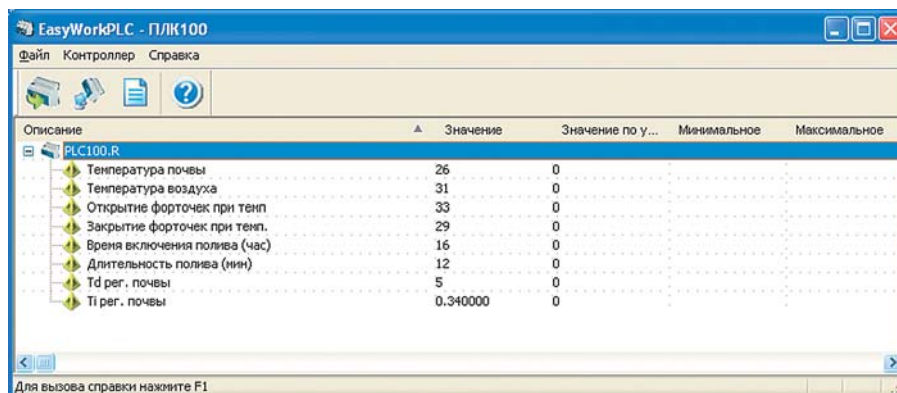 EasyWorkPLC - ПЛК100
Файл Контроллер Справка
Описание Значение Значение по у... Минимальное Максимальное
PLC100.R
Температура почвы 26 0
Температура воздуха 31 0
Открытие форточек при темп 33 0
Закрытие форточек при темп. 29 0
Время включения полива (час) 16 0
Длительность полива (мин) 12 0
Td рег. почвы 5 0
Ti рег. почвы 0.340000 0
Для вызова справки нажмите F1